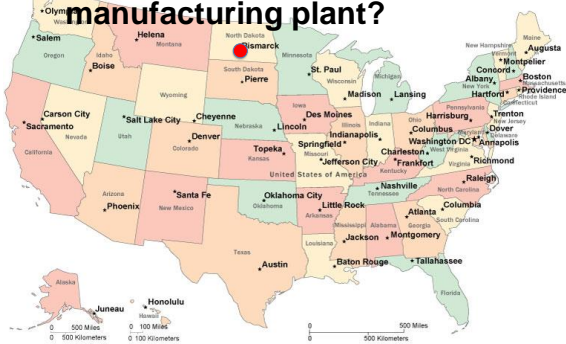 manufacturing plant?
Olymp
Was
Salem
Oregon
Helena
Montana
Idaho
Boise
North Dakota
Bismarck
South Dakota
Pierre
Minnesota
St. Paul
Wisconsin
Madison
Michigan
Lansing
New Hampshire
Vermont
Maine
Augusta
Montpelier
Concord
Boston
Massachusetts
Albany
New York
Providence
Rhode Island
Hartford
Connecticut
Wyoming
Cheyenne
Nebraska
Lincoln
Iowa
Des Moines
Illinois
Springfield
Indiana
Indianapolis
Ohio
Columbus
Pennsylvania
Harrisburg
Trenton
New Jersey
Dover
Delaware
Washington DC
Annapolis
Carson City
Sacramento
Nevada
California
Salt Lake City
Utah
Denver
Colorado
Topeka
Kansas
Missouri
Jefferson City
Charleston
West Virginia
Frankfort
Kentucky
Virginia
Richmond
United States of America
Arizona
Phoenix
Santa Fe
New Mexico
Oklahoma City
Oklahoma
Little Rock
Arkansas
Nashville
Tennessee
Raleigh
North Carolina
Columbia
South Carolina
Atlanta
Georgia
Texas
Austin
Louisiana
Baton Rouge
Mississippi
Jackson
Alabama
Montgomery
Tallahassee
Florida
Alaska
Juneau
Honolulu
Hawaii
0 500 Miles
0 500 Kilometers
0 100 Miles
0 100 Kilometers
0 500 Miles
0 500 Kilometers